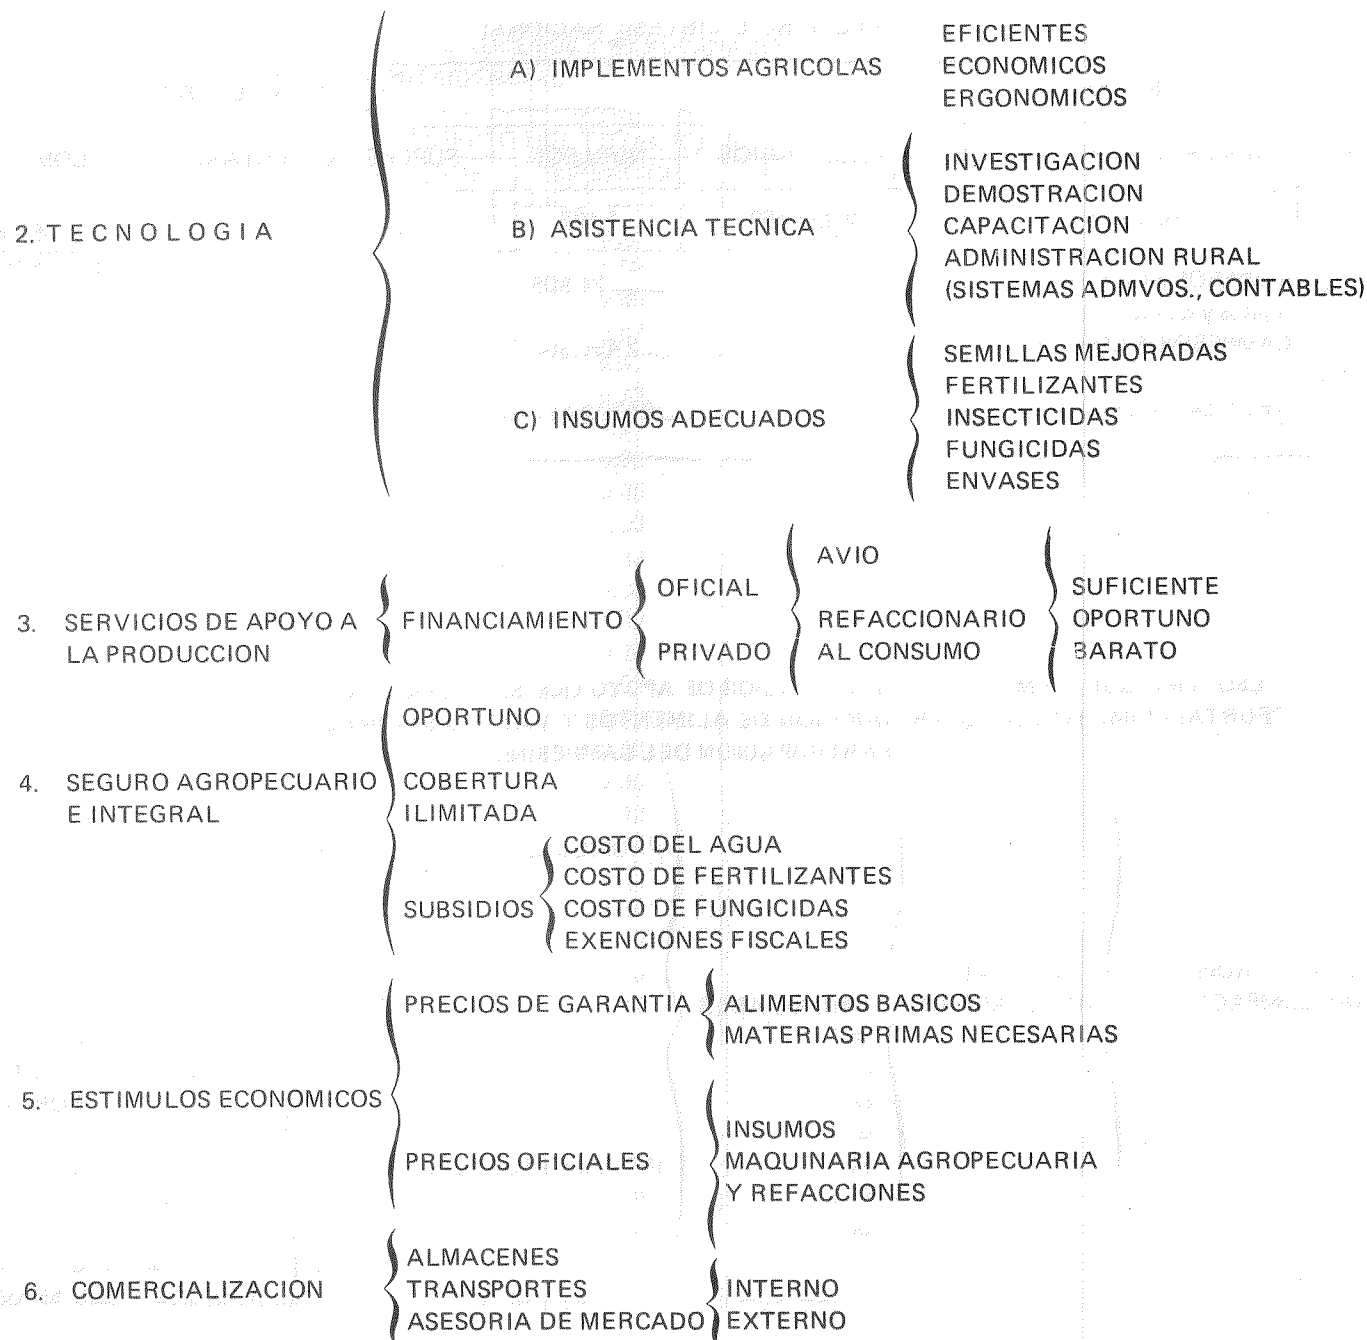 2. TECNOLOGIA
A) IMPLEMENTOS AGRICOLAS
EFICIENTES
ECONOMICOS
ERGONOMICOS
B) ASISTENCIA TECNICA
INVESTIGACION
DEMOSTRACION
CAPACITACION
ADMINISTRACION RURAL
(SISTEMAS ADMVOS., CONTABLES)
C) INSUMOS ADECUADOS
SEMILLAS MEJORADAS
FERTILIZANTES
INSECTICIDAS
FUNGICIDAS
ENVASES
3. SERVICIOS DE APOYO A
LA PRODUCCION
FINANCIAMIENTO
OFICIAL
PRIVADO
AVIO
REFACCIONARIO
AL CONSUMO
SUFICIENTE
OPORTUNO
BARATO
4. SEGURO AGROPECUARIO
E INTEGRAL
OPORTUNO
COBERTURA
ILIMITADA
SUBSIDIOS
COSTO DEL AGUA
COSTO DE FERTILIZANTES
COSTO DE FUNGICIDAS
EXENCIONES FISCALES
5. ESTIMULOS ECONOMICOS
PRECIOS DE GARANTIA
ALIMENTOS BASICOS
MATERIAS PRIMAS NECESARIAS
PRECIOS OFICIALES
INSUMOS
MAQUINARIA AGROPECUARIA
Y REFACCIONES
6. COMERCIALIZACION
ALMACENES
TRANSPORTES
ASESORIA DE MERCADO
INTERNO
EXTERNO